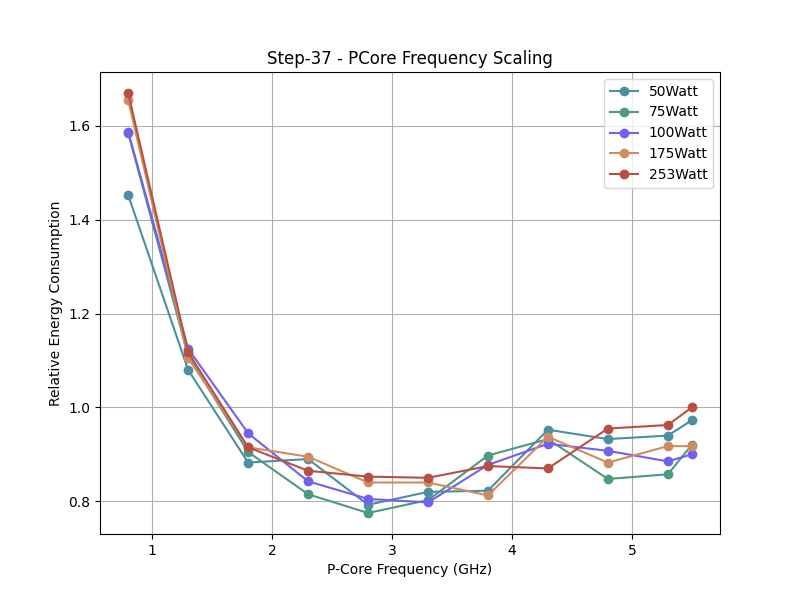 Step-37 - PCore Frequency Scaling
50Watt
75Watt
100Watt
175Watt
253Watt
Relative Energy Consumption
1.6
1.4
1.2
1.0
0.8
1 2 3 4 5
P-Core Frequency (GHz)